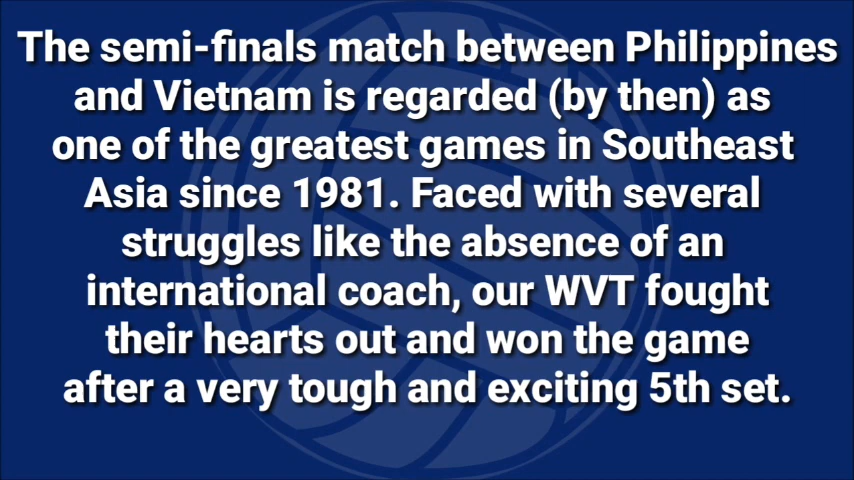 The semi-finals match between Philippines
and Vietnam is regarded (by then) as
one of the greatest games in Southeast
Asia since 1981. Faced with several
struggles like the absence of an
international coach, our WVT fought
their hearts out and won the game
after a very tough and exciting 5th set.